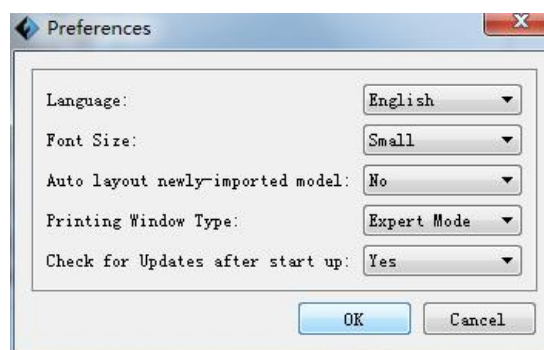 Preferences
Language: English
Font Size: Small
Auto layout newly-imported model: No
Printing Window Type: Expert Mode
Check for Updates after start up: Yes
OK Cancel